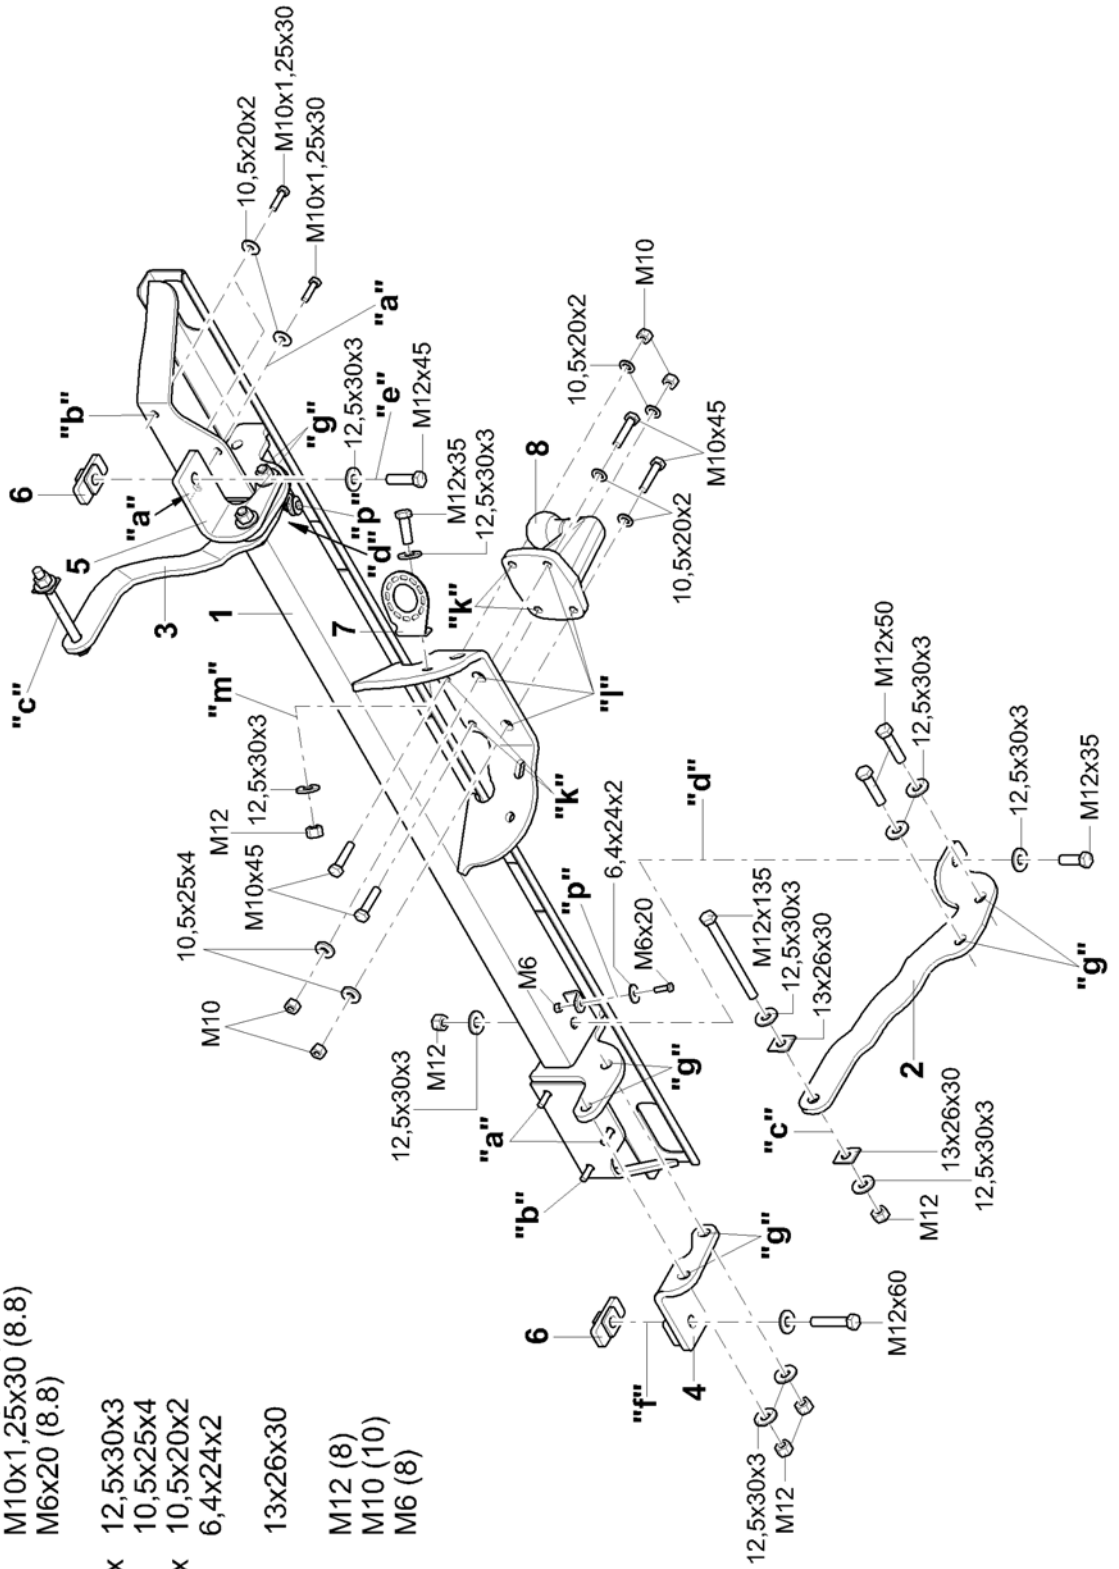 M10x1,25x30 (8.8)
M6x20 (8.8)
x 12,5x30x3
10,5x25x4
x 10,5x20x2
6,4x24x2
13x26x30
M12 (8)
M10 (10)
M6 (8)
"c"
3
1
5
"a"
6
"b"
10,5x20x2
M10x1,25x30
M10x1,25x30
"a"
"g"
12,5x30x3
"e"
M12x45
"p"
"d"
M12x35
12,5x30x3
7
"m"
12,5x30x3
M12
M10x45
10,5x25x4
M10
"k"
8
10,5x20x2
M10
M10x45
10,5x20x2
"l"
"k"
12,5x30x3
M12
M6
"p"
6,4x24x2
M6x20
"d"
"a"
"b"
"g"
M12x135
12,5x30x3
13x26x30
M12x50
12,5x30x3
12,5x30x3
M12x35
"g"
2
"c"
13x26x30
12,5x30x3
M12
6
"f"
4
"g"
M12x60
12,5x30x3
M12